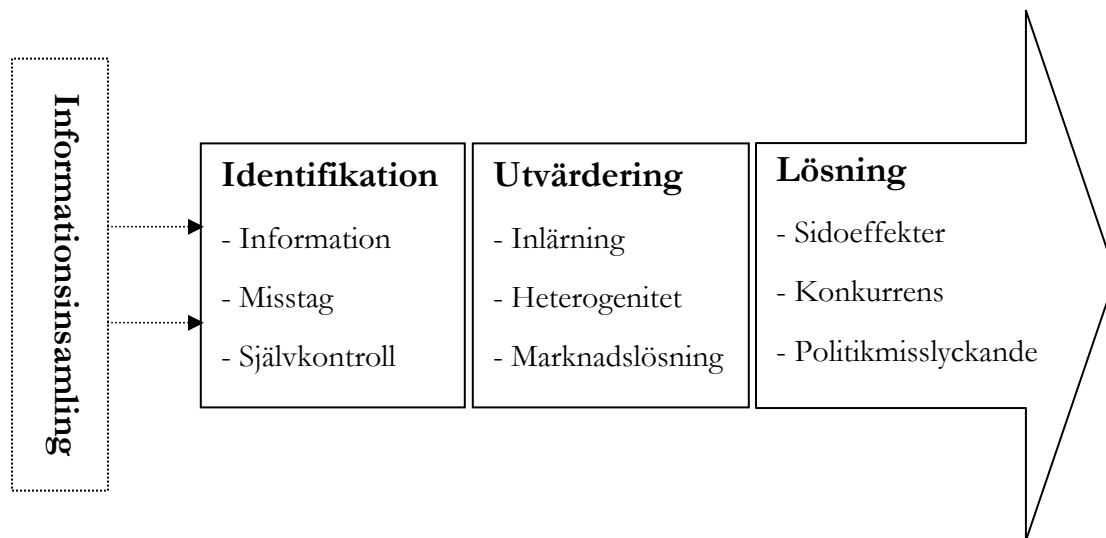 Informationsinsamling
Identifikation
- Information
- Misstag
- Självkontroll
Utvärdering
- Inlärning
- Heterogenitet
- Marknadslösning
Lösning
- Sidoeffekter
- Konkurrens
- Politikmisslyckande